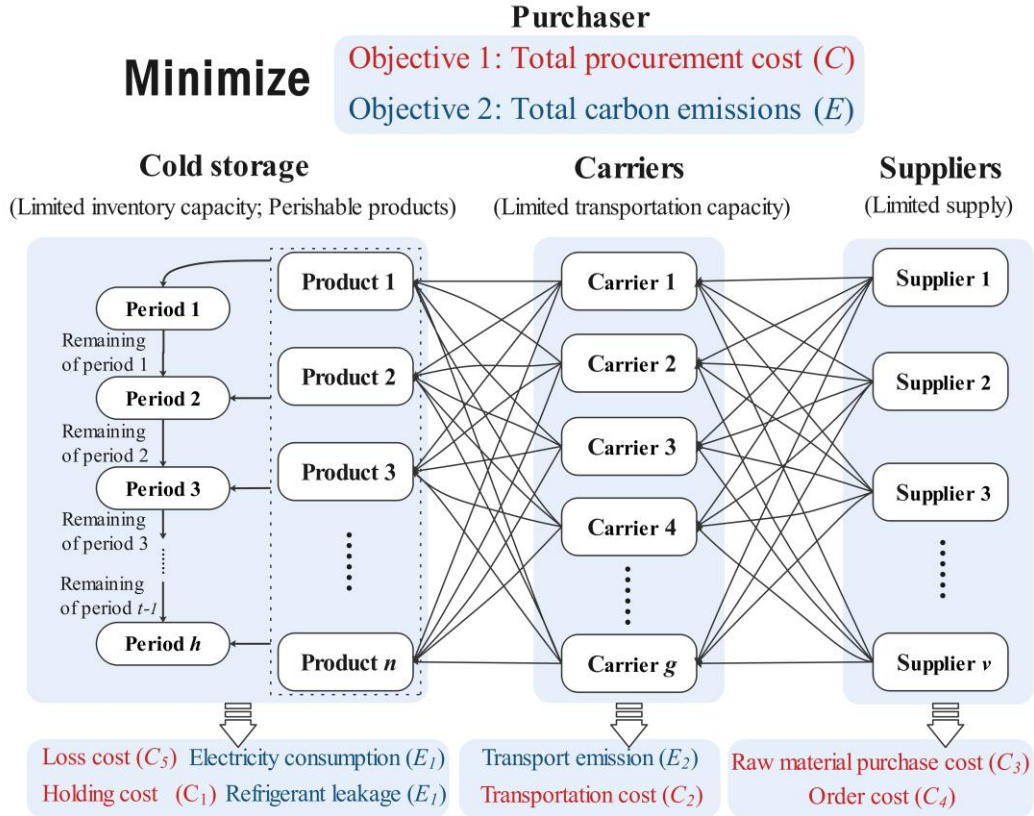 Purchaser
Minimize
Objective 1: Total procurement cost (C)
Objective 2: Total carbon emissions (E)
Cold storage
(Limited inventory capacity; Perishable products)
Carriers
(Limited transportation capacity)
Suppliers
(Limited supply)
Period 1
Remaining
of period 1
Period 2
Remaining
of period 2
Period 3
Remaining
of period 3
Remaining
of period t-1
Period h
Product 1
Product 2
Product 3
Product n
Carrier 1
Carrier 2
Carrier 3
Carrier 4
Carrier g
Supplier 1
Supplier 2
Supplier 3
Supplier v
Loss cost (C₅) Electricity consumption (E₁)
Holding cost (C₁) Refrigerant leakage (E₁)
Transport emission (E₂)
Transportation cost (C₂)
Raw material purchase cost (C₃)
Order cost (C₄)